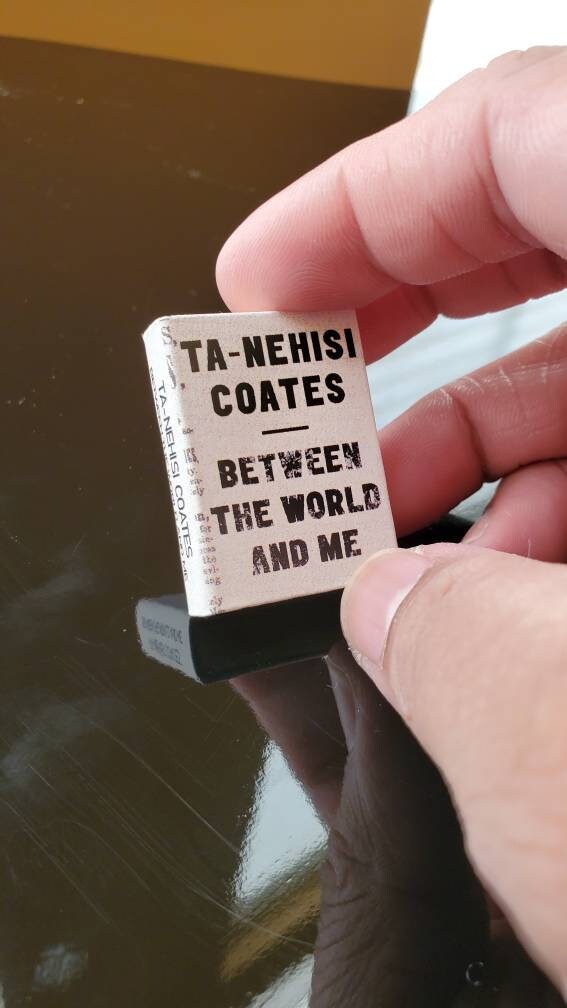 TA-NEHISI
COATES
BETWEEN
THE WORLD
AND ME
TA-NEHISI COATES